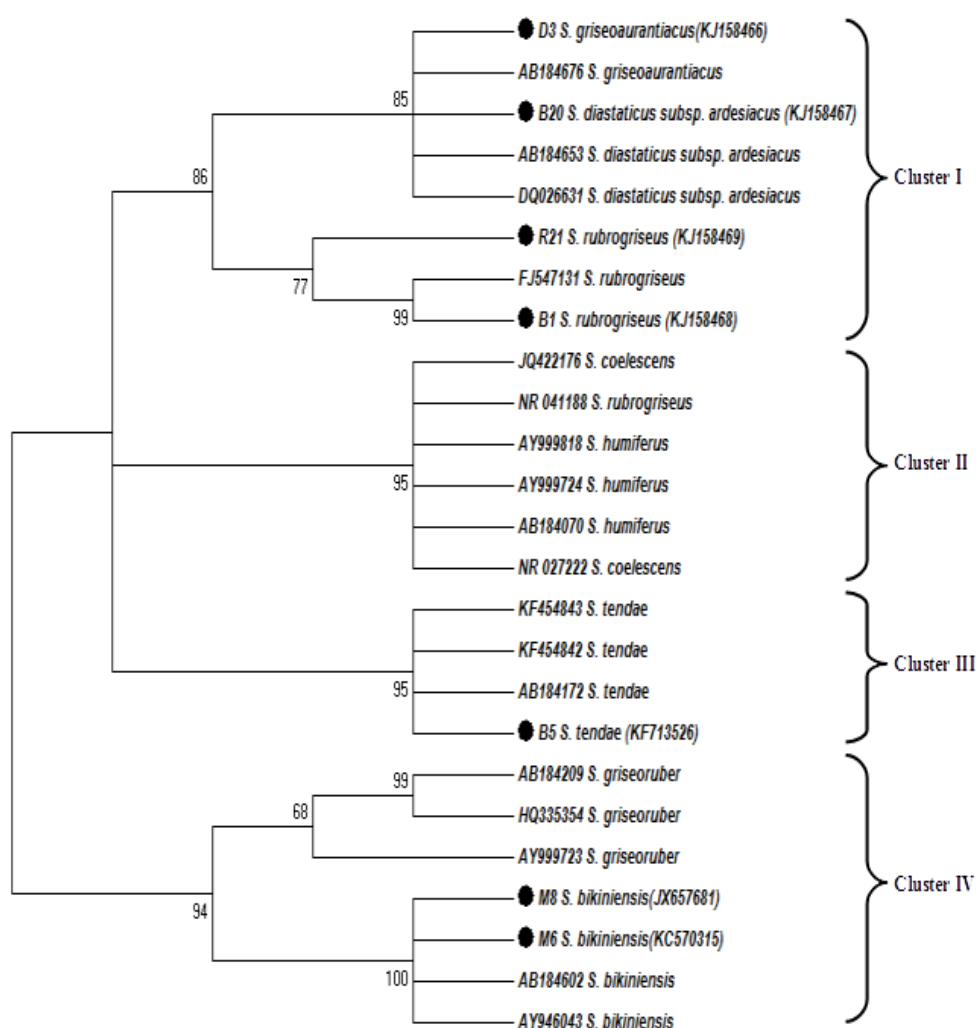 D3 S. griseoaurantiacus(KJ158466)
AB184676 S. griseoaurantiacus
85
B20 S. diastaticus subsp. ardesiacus (KJ158467)
AB184653 S. diastaticus subsp. ardesiacus
Cluster I
86
DQ026631 S. diastaticus subsp. ardesiacus
R21 S. rubrogriseus (KJ158469)
77
FJ547131 S. rubrogriseus
99
B1 S. rubrogriseus (KJ158468)
JQ422176 S. coelescens
NR 041188 S. rubrogriseus
AY999818 S. humiferus
Cluster II
95
AY999724 S. humiferus
AB184070 S. humiferus
NR 027222 S. coelescens
KF454843 S. tendae
KF454842 S. tendae
Cluster III
95
AB184172 S. tendae
B5 S. tendae (KF713526)
AB184209 S. griseoruber
99
68
HQ335354 S. griseoruber
AY999723 S. griseoruber
Cluster IV
94
M8 S. bikiniensis(JX657681)
M6 S. bikiniensis(KC570315)
100
AB184602 S. bikiniensis
AY946043 S. bikiniensis